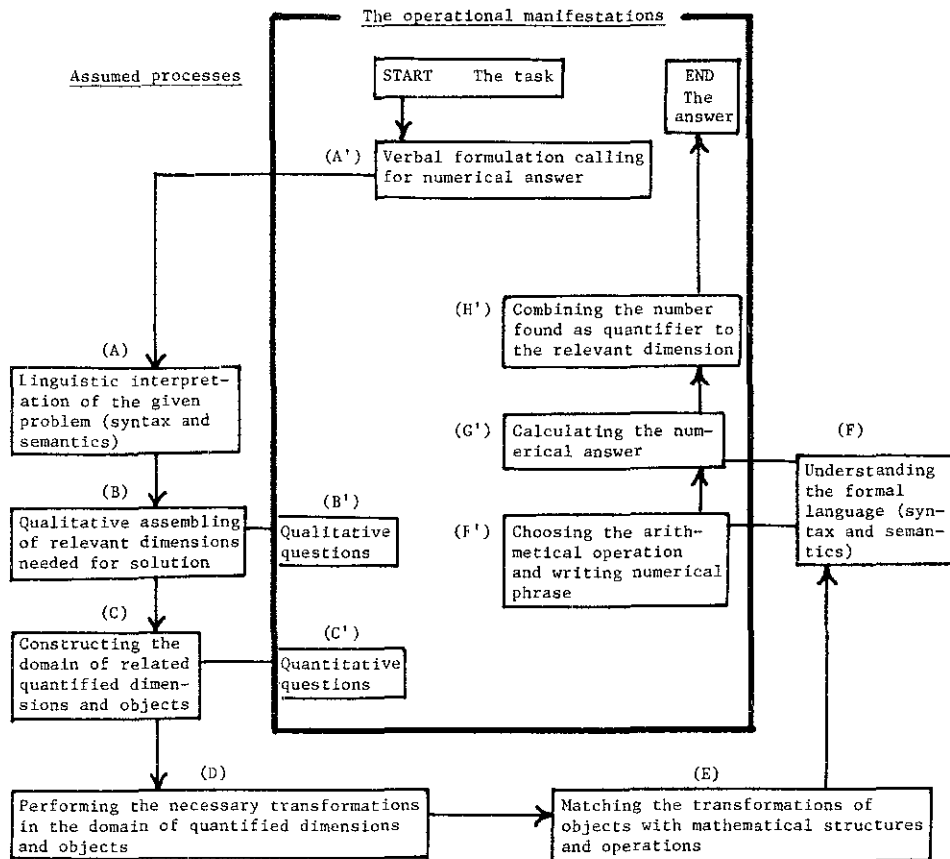 The operational manifestations
Assumed processes
START The task
END
The
answer
(A')
Verbal formulation calling
for numerical answer
(H')
Combining the number
found as quantifier to
the relevant dimension
(A)
Linguistic interpret-
ation of the given
problem (syntax and
semantics)
(G')
Calculating the num-
erical answer
(F)
Understanding
the formal
language (syn-
tax and seman-
tics)
(B)
Qualitative assembling
of relevant dimensions
needed for solution
(B')
Qualitative
questions
(F')
Choosing the arith-
metical operation
and writing numerical
phrase
(C)
Constructing the
domain of related
quantified dimen-
sions and objects
(C')
Quantitative
questions
(D)
Performing the necessary transformations
in the domain of quantified dimensions
and objects
(E)
Matching the transformations of
objects with mathematical structures
and operations